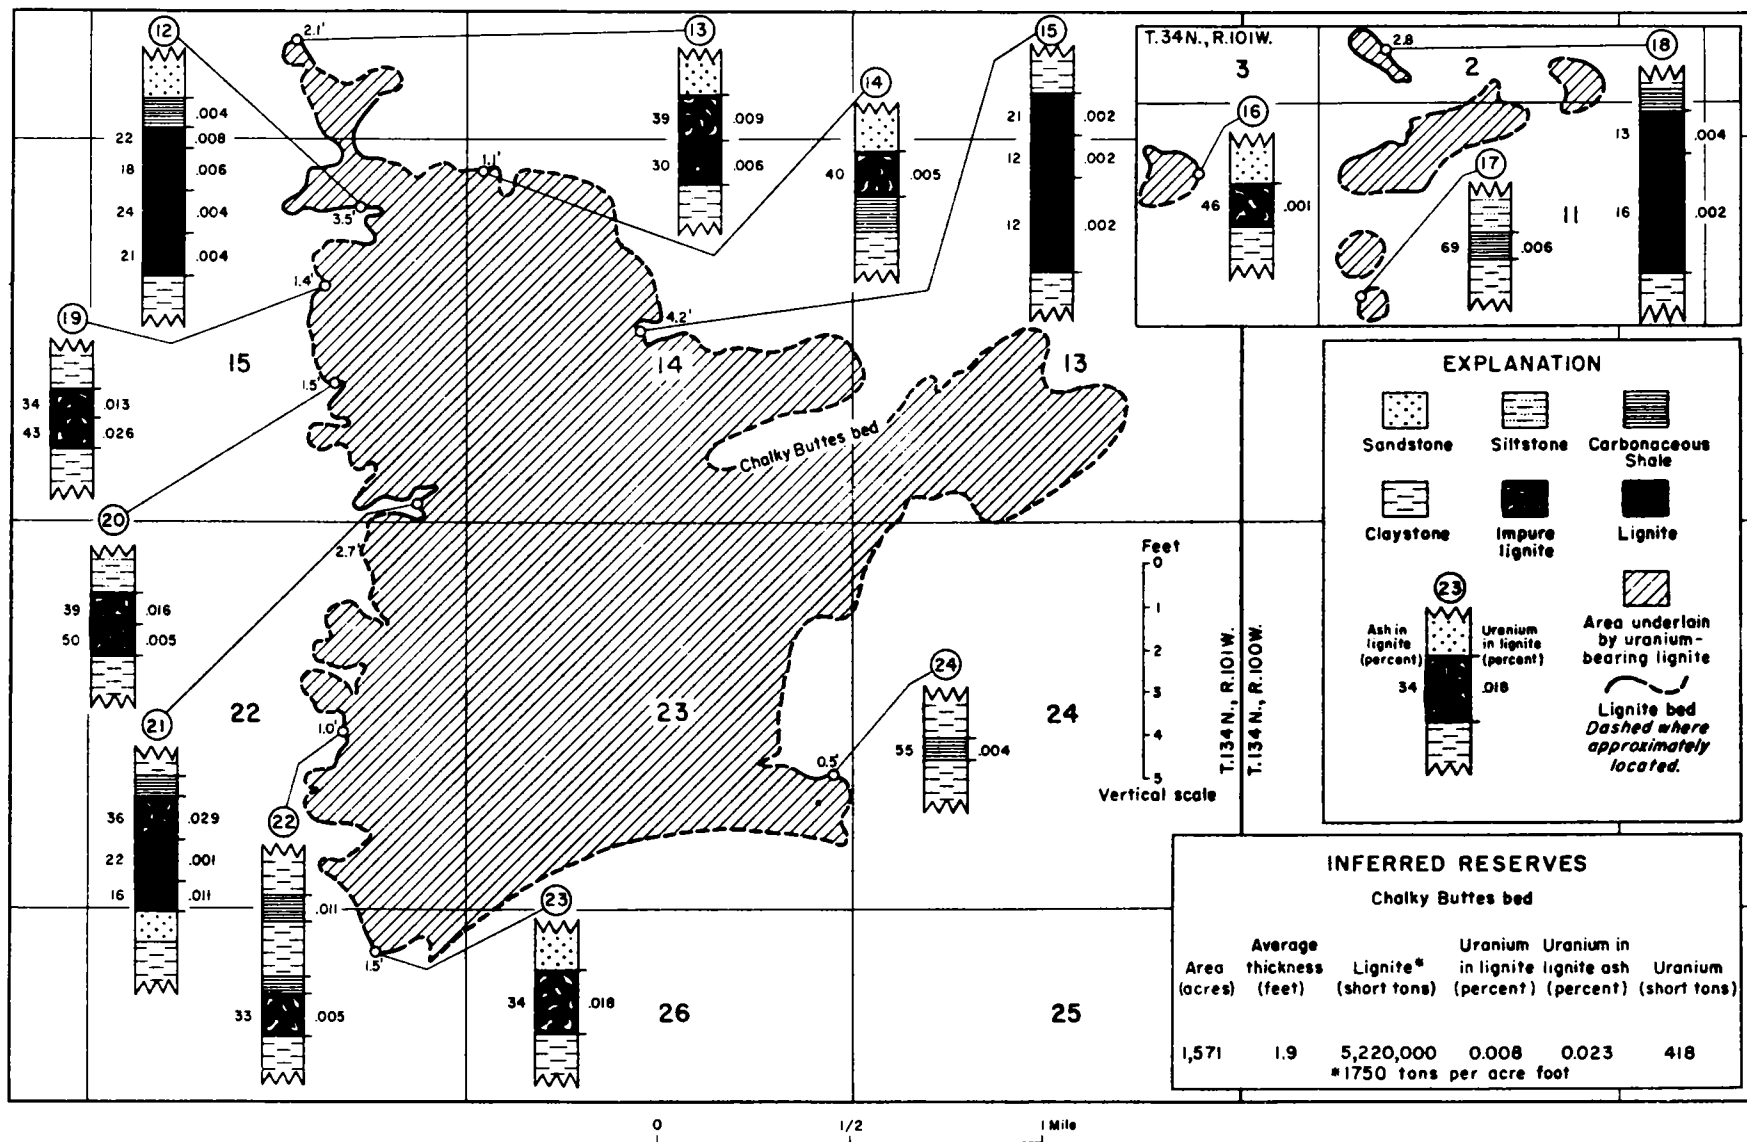 12
2.1'
13
14
15
.004
22 .008
18 .006
24 .004
21 .004
39 .009
30 .006
40 .005
21 .002
12 .002
12 .002
T.34N., R.101W.
3
2
2.8
18
16
46 .001
17
69 .006
11
13 .004
16 .002
1.1'
3.5'
1.4'
4.2'
19
34 .013
43 .026
15
14
13
1.5'
Chalky Buttes bed
20
39 .016
50 .005
2.7'
21
36 .029
22 .001
16 .011
22
23
24
1.0'
22
.011
33 .005
0.5'
24
55 .004
1.5'
23
34 .018
26
25
Feet
0
1
2
3
4
5
Vertical scale
T.134N., R.101W.
T.134N., R.100W.
EXPLANATION
Sandstone
Siltstone
Carbonaceous
Shale
Claystone
Impure
lignite
Lignite
23
Ash in
lignite
(percent)
Uranium
in lignite
(percent)
34 .018
Area underlain
by uranium-
bearing lignite
Lignite bed
Dashed where
approximately
located.
INFERRED RESERVES
Chalky Buttes bed
Area
(acres)
Average
thickness
(feet)
Lignite*
(short tons)
Uranium
in lignite
(percent)
Uranium in
lignite ash
(percent)
Uranium
(short tons)
1,571 1.9 5,220,000 0.008 0.023 418
*1750 tons per acre foot
0 1/2 1 Mile